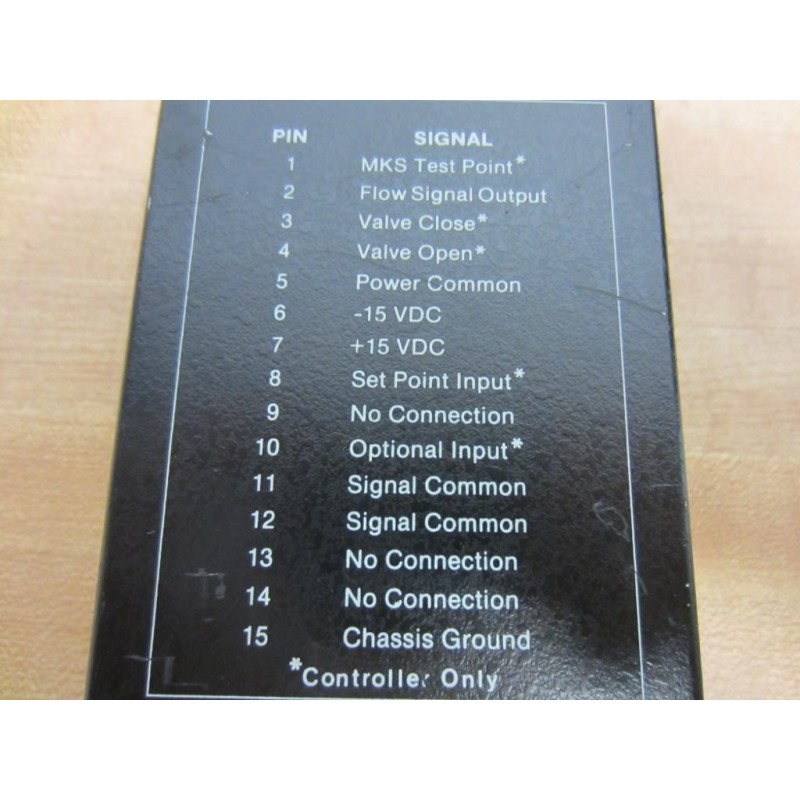 PIN SIGNAL
1 MKS Test Point*
2 Flow Signal Output
3 Valve Close*
4 Valve Open*
5 Power Common
6 -15 VDC
7 +15 VDC
8 Set Point Input*
9 No Connection
10 Optional Input*
11 Signal Common
12 Signal Common
13 No Connection
14 No Connection
15 Chassis Ground
*Controller Only